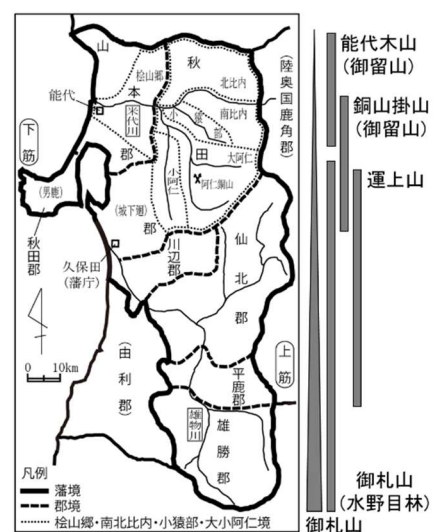 山
本
郡
桧山郷
能代
米代川
秋
田
郡
北比内
南比内
小
猿
部
大阿仁
小阿仁
阿仁銅山
(陸奥国鹿角郡)
下筋
(男鹿)
秋田郡
(城下廻)
久保田
(藩庁)
川辺郡
仙北郡
(由利郡)
上筋
平鹿郡
雄物川
雄勝郡
0 10km
凡例
藩境
郡境
桧山郷・南北比内・小猿部・大小阿仁境
能代木山
(御留山)
銅山掛山
(御留山)
運上山
御札山
(水野目林)
御札山